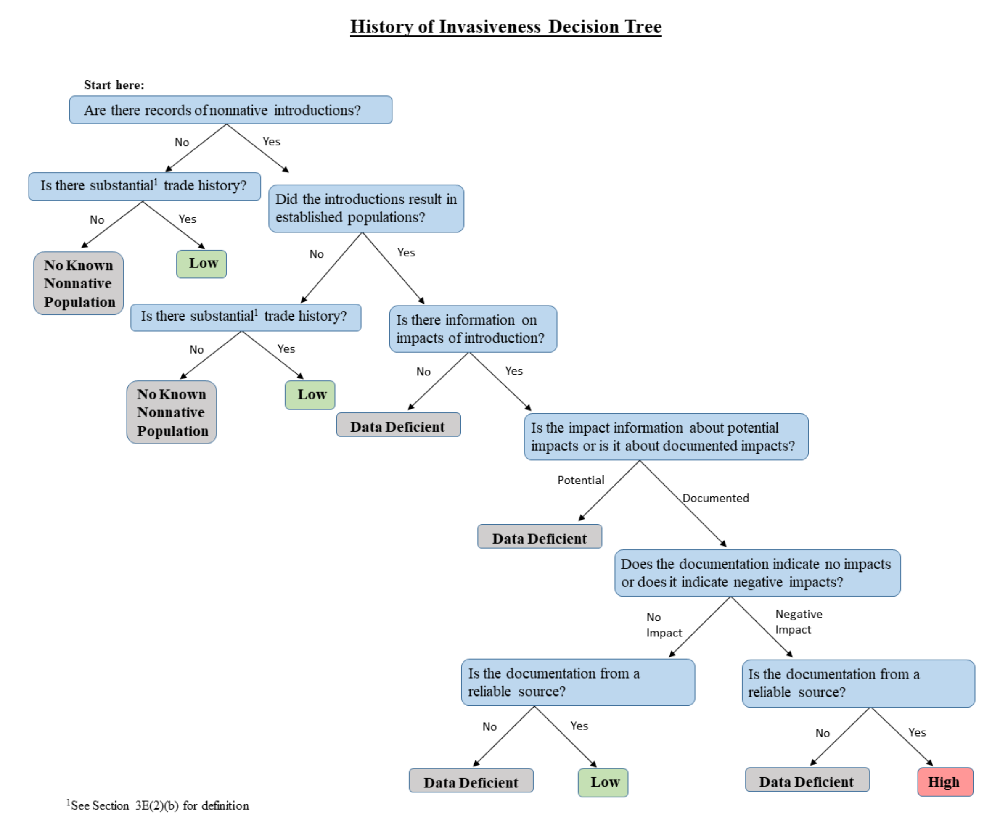 History of Invasiveness Decision Tree
Start here:
Are there records of nonnative introductions?
No
Yes
Is there substantial¹ trade history?
Did the introductions result in
established populations?
No
Yes
No Known
Nonnative
Population
Low
No
Yes
Is there substantial¹ trade history?
Is there information on
impacts of introduction?
No
Yes
No Known
Nonnative
Population
Low
No
Yes
Data Deficient
Is the impact information about potential
impacts or is it about documented impacts?
Potential
Documented
Data Deficient
Does the documentation indicate no impacts
or does it indicate negative impacts?
No
Impact
Negative
Impact
Is the documentation from a
reliable source?
Is the documentation from a
reliable source?
No
Yes
No
Yes
Data Deficient
Low
Data Deficient
High
¹See Section 3E(2)(b) for definition